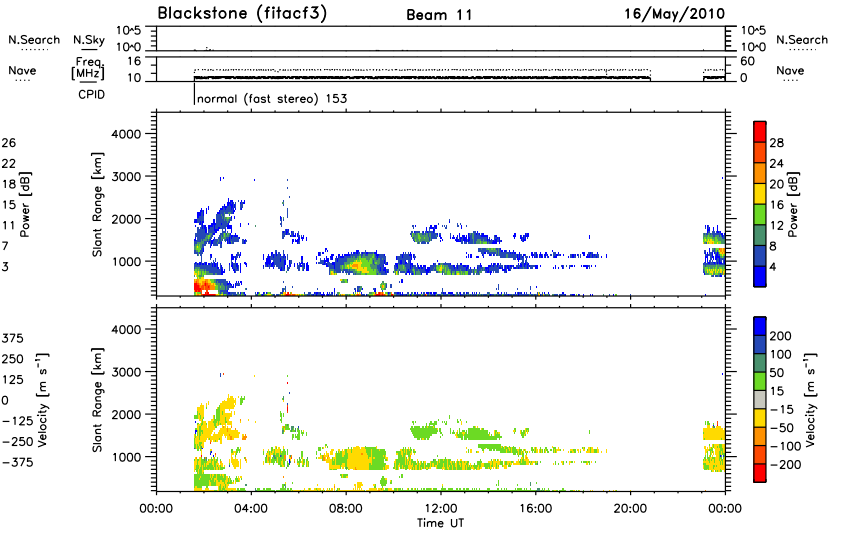 Blackstone (fitacf3) Beam 11 16/May/2010
N.Search N.Sky 10^5 10^0 10^5 10^0 N.Search
Nave Freq. [MHz] 16 10 60 0 Nave
CPID normal (fast stereo) 153
26 22 18 15 11 7 3
Power [dB]
Slant Range [km]
4000 3000 2000 1000
28 24 20 16 12 8 4
Power [dB]
375 250 125 0 −125 −250 −375
Velocity [m s⁻¹]
Slant Range [km]
4000 3000 2000 1000
200 100 50 15 −15 −50 −100 −200
Velocity [m s⁻¹]
00:00 04:00 08:00 12:00 16:00 20:00 00:00
Time UT